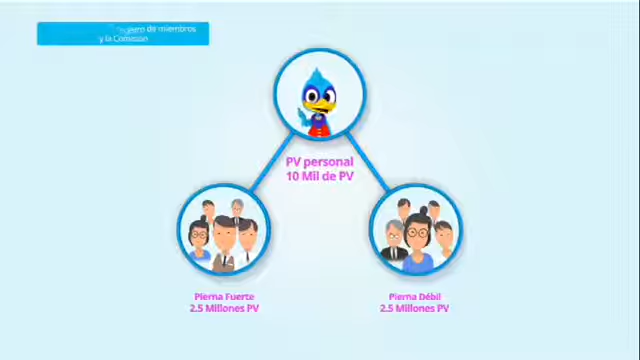 de miembros
y la Comisión
PV personal
10 Mil de PV
Pierna Fuerte
2.5 Millones PV
Pierna Débil
2.5 Millones PV